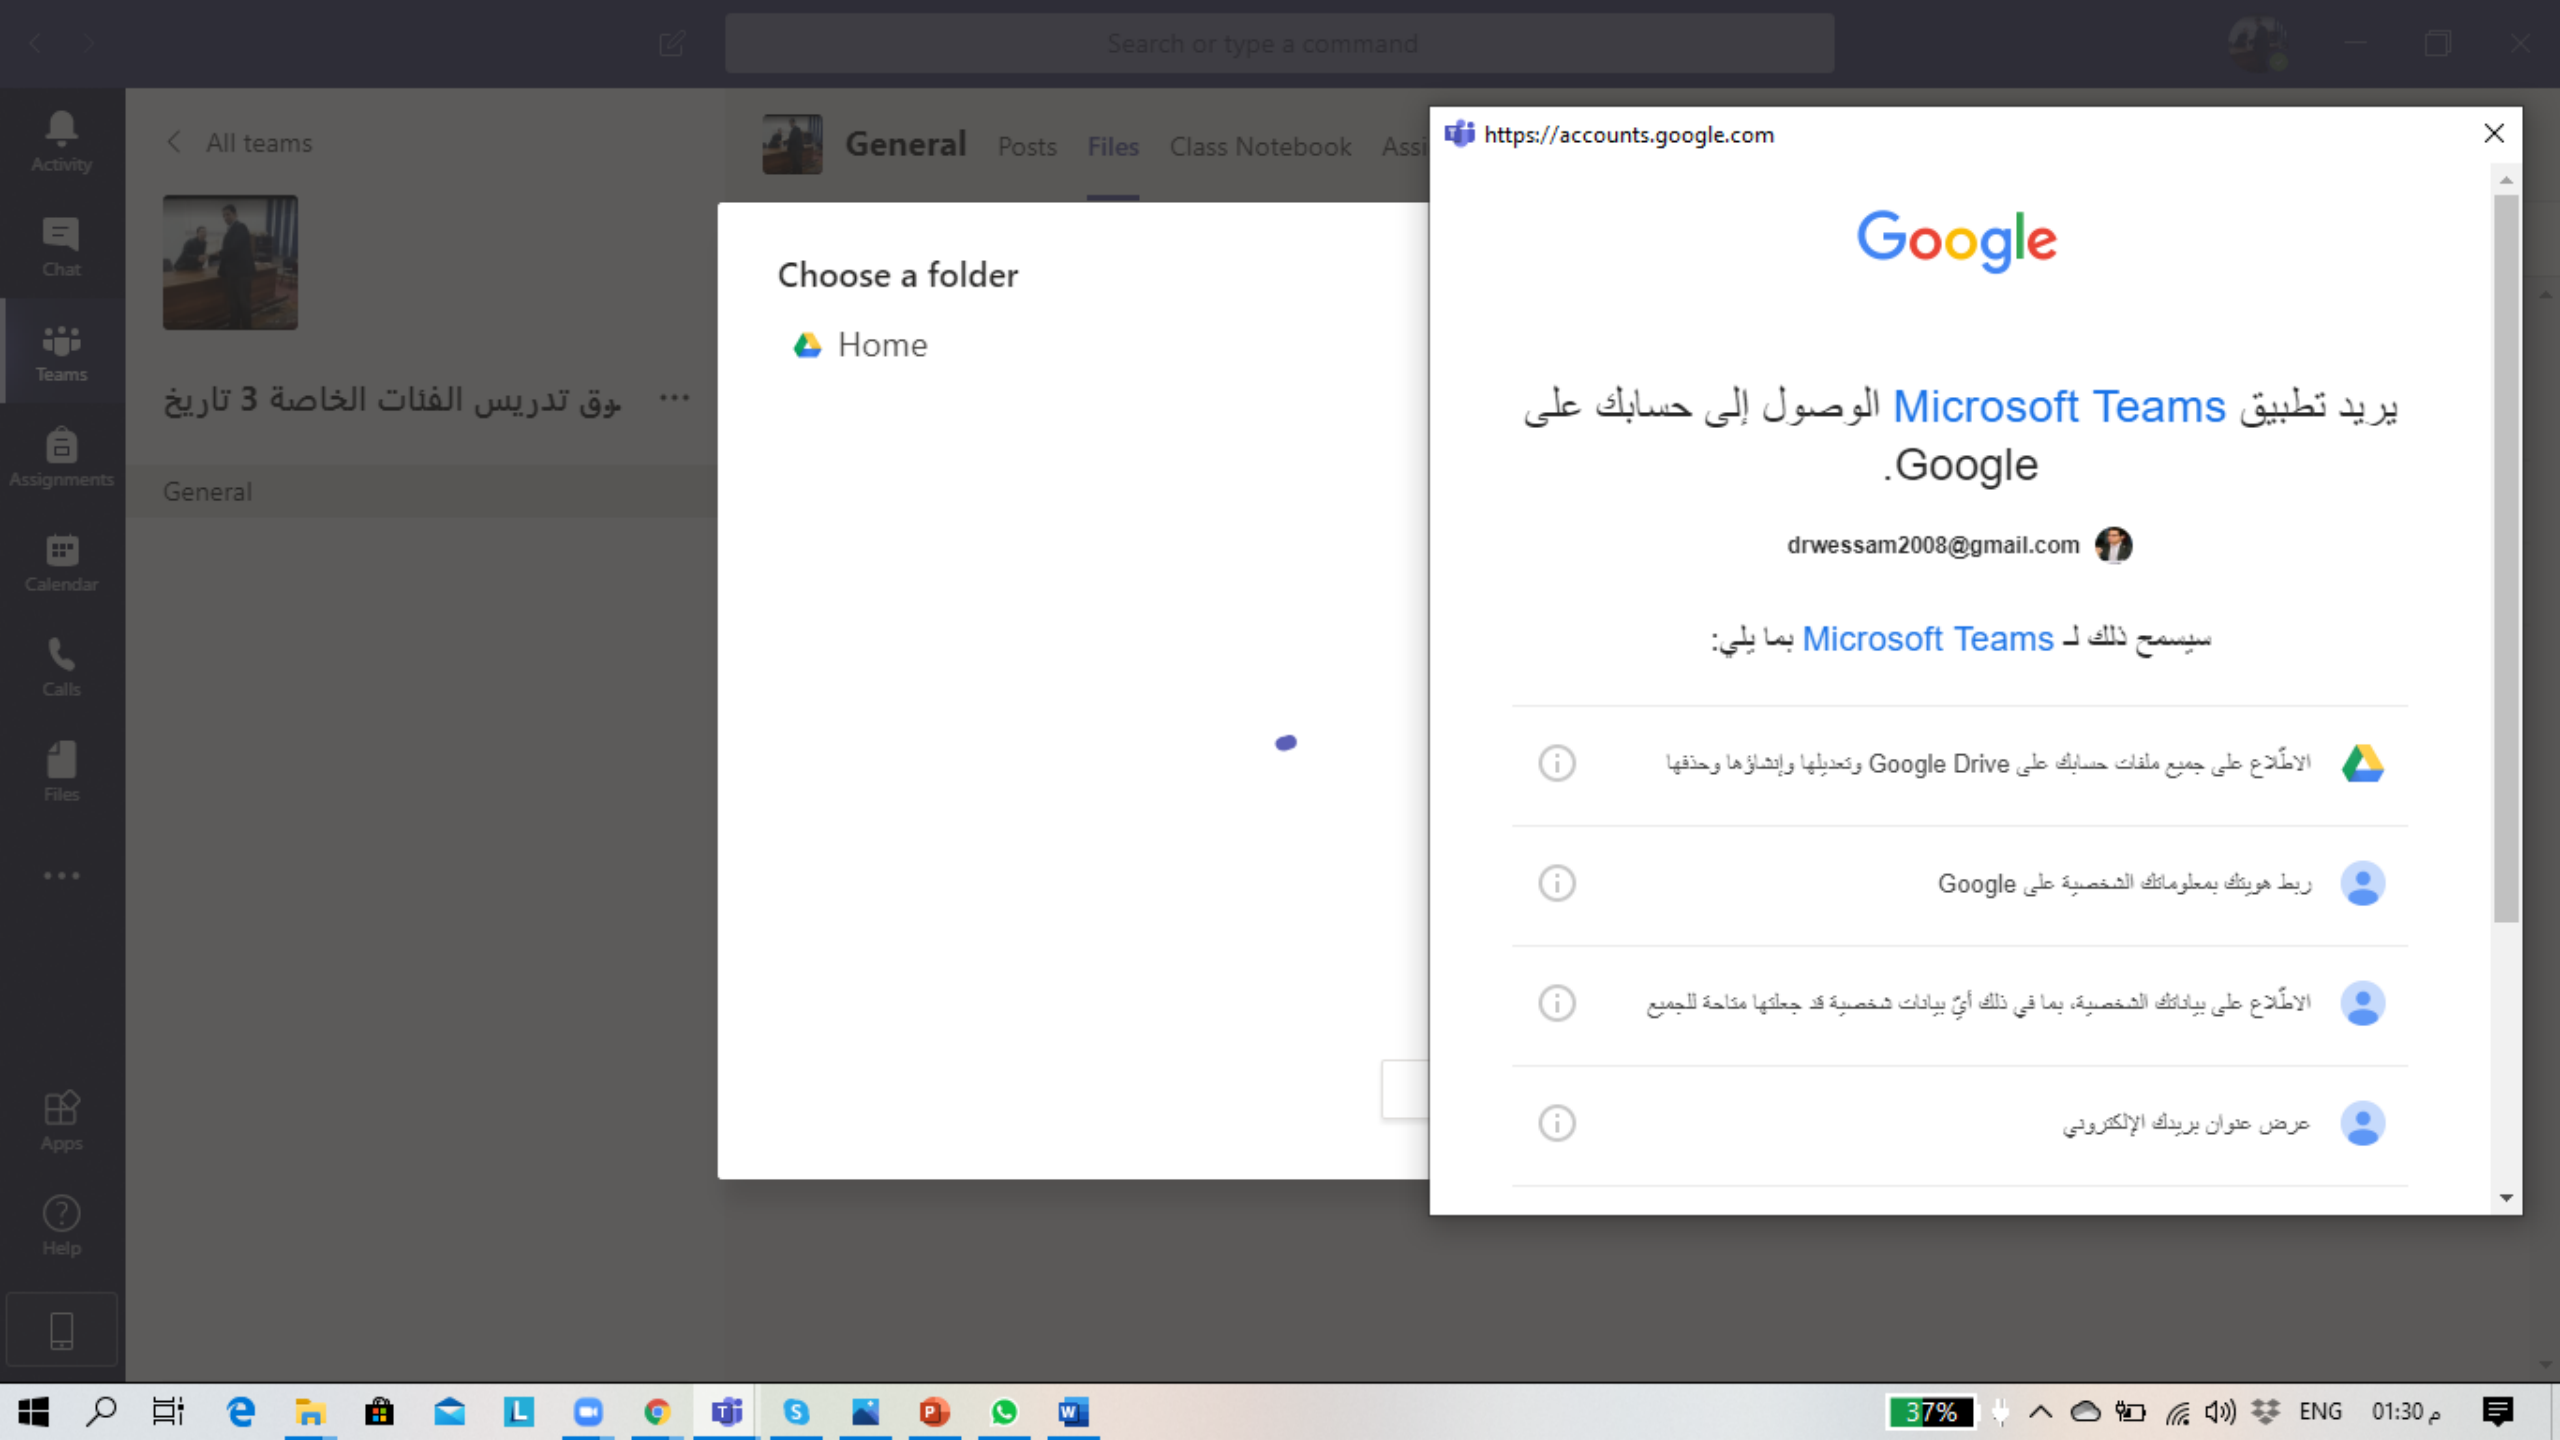 Search or type a command
Activity
Chat
Teams
Assignments
Calendar
Calls
Files
Apps
Help
All teams
تدريس الفئات الخاصة 3 تاريخ
General
General
Posts
Files
Class Notebook
Assi
Choose a folder
Home
https://accounts.google.com
Google
يريد تطبيق Microsoft Teams الوصول إلى حسابك على
Google.
drwessam2008@gmail.com
سيسمح ذلك لـ Microsoft Teams بما يلي:
الاطّلاع على جميع ملفات حسابك على Google Drive وتعديلها وإنشاؤها وحذفها
ربط هويتك بمعلوماتك الشخصية على Google
الاطّلاع على بياناتك الشخصية، بما في ذلك أيّ بيانات شخصية قد جعلتها متاحة للجميع
عرض عنوان بريدك الإلكتروني
37%
ENG
01:30 م